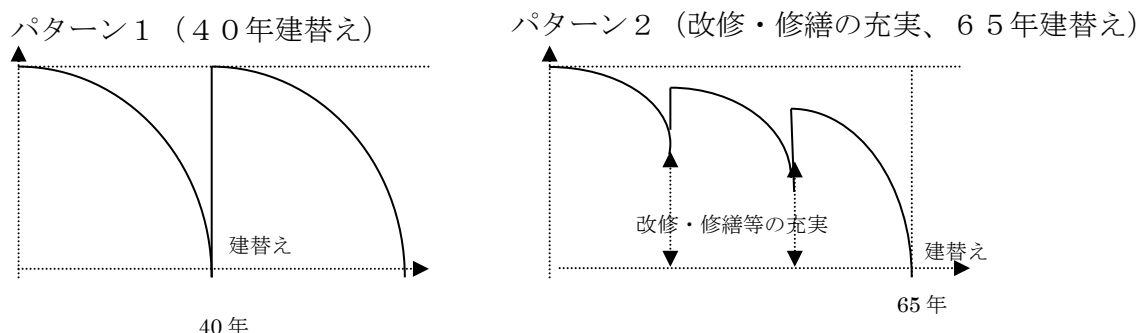 パターン１（４０年建替え）
パターン２（改修・修繕の充実、６５年建替え）
改修・修繕等の充実
建替え
建替え
65 年
40 年